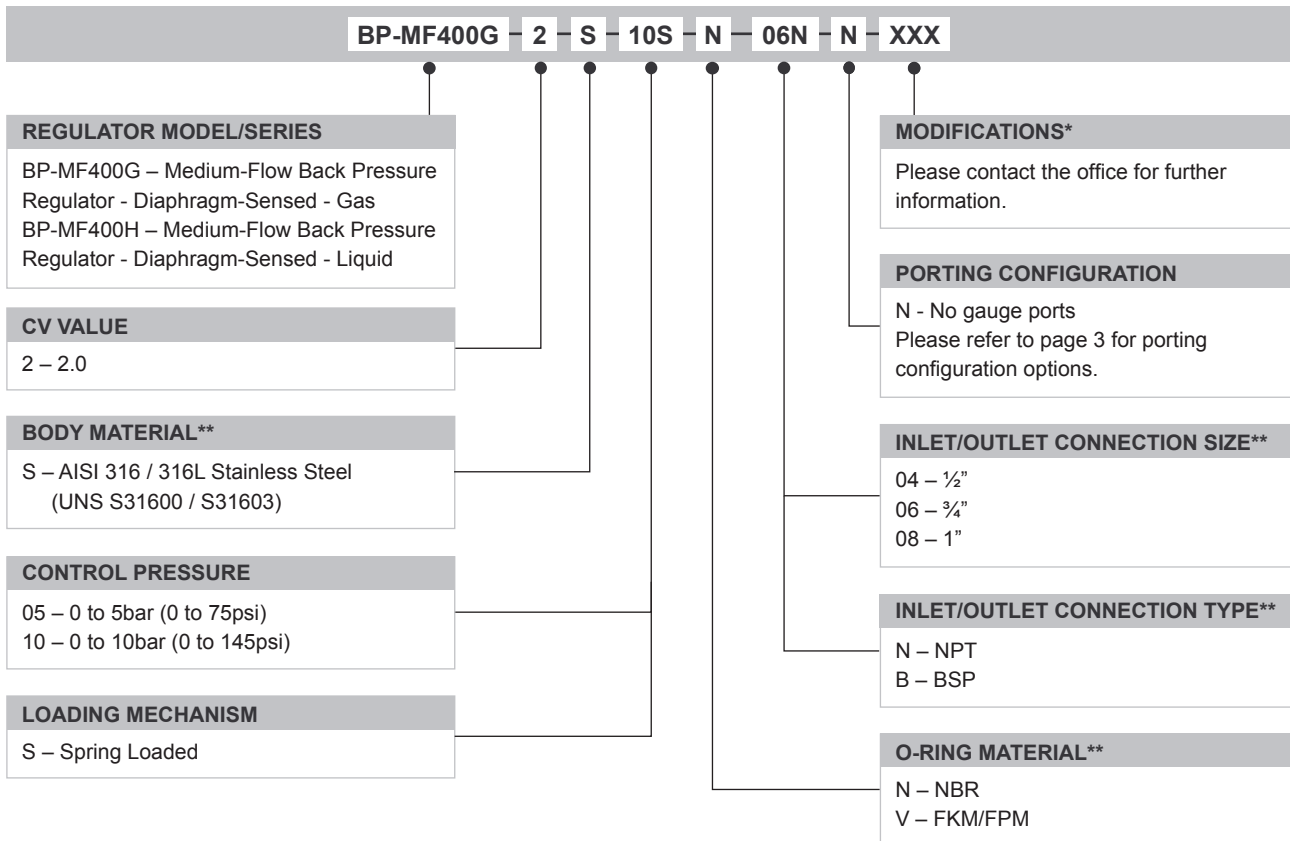 BP-MF400G 2 S 10S N 06N N XXX
REGULATOR MODEL/SERIES
BP-MF400G – Medium-Flow Back Pressure
Regulator - Diaphragm-Sensed - Gas
BP-MF400H – Medium-Flow Back Pressure
Regulator - Diaphragm-Sensed - Liquid
CV VALUE
2 – 2.0
BODY MATERIAL**
S – AISI 316 / 316L Stainless Steel
(UNS S31600 / S31603)
CONTROL PRESSURE
05 – 0 to 5bar (0 to 75psi)
10 – 0 to 10bar (0 to 145psi)
LOADING MECHANISM
S – Spring Loaded
MODIFICATIONS*
Please contact the office for further
information.
PORTING CONFIGURATION
N - No gauge ports
Please refer to page 3 for porting
configuration options.
INLET/OUTLET CONNECTION SIZE**
04 – ½”
06 – ¾”
08 – 1”
INLET/OUTLET CONNECTION TYPE**
N – NPT
B – BSP
O-RING MATERIAL**
N – NBR
V – FKM/FPM